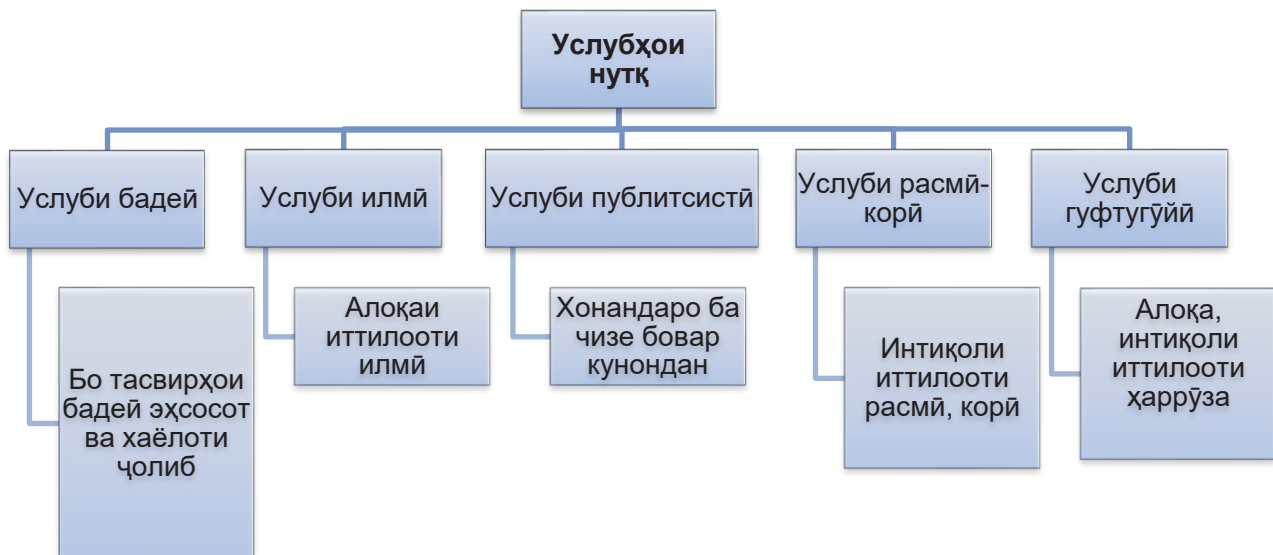 Услубҳои
нутқ
Услуби бадеӣ
Услуби илмӣ
Услуби публитсистӣ
Услуби расмӣ-
корӣ
Услуби
гуфтугӯйӣ
Бо тасвирҳои
бадеӣ эҳсосот
ва хаёлоти
ҷолиб
Алоқаи
иттилооти
илмӣ
Хонандаро ба
чизе бовар
кунондан
Интиқоли
иттилооти
расмӣ, корӣ
Алоқа,
интиқоли
иттилооти
ҳаррӯза